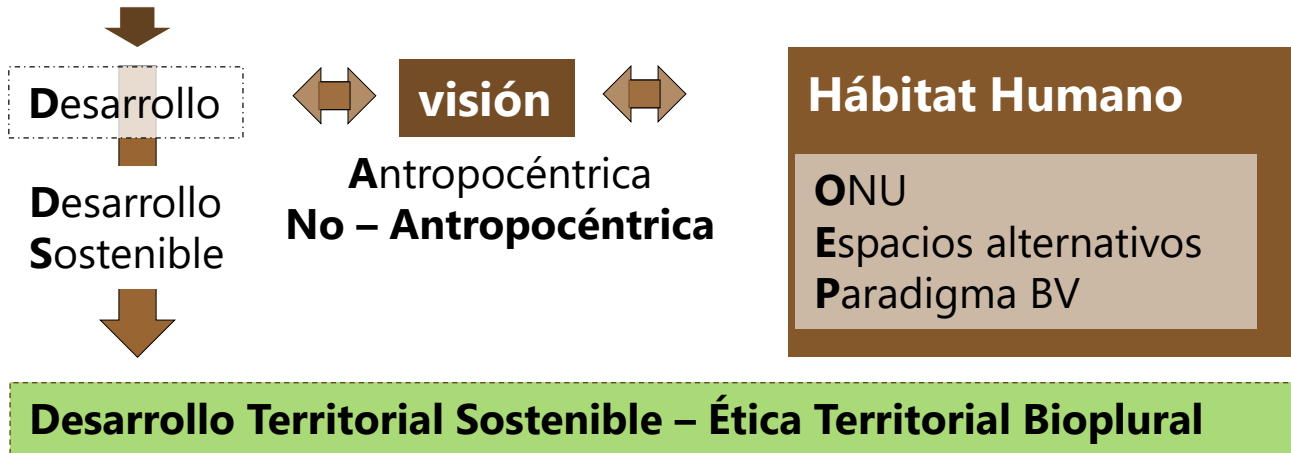 Desarrollo
Desarrollo
Sostenible
visión
Antropocéntrica
No – Antropocéntrica
Hábitat Humano
ONU
Espacios alternativos
Paradigma BV
Desarrollo Territorial Sostenible – Ética Territorial Bioplural